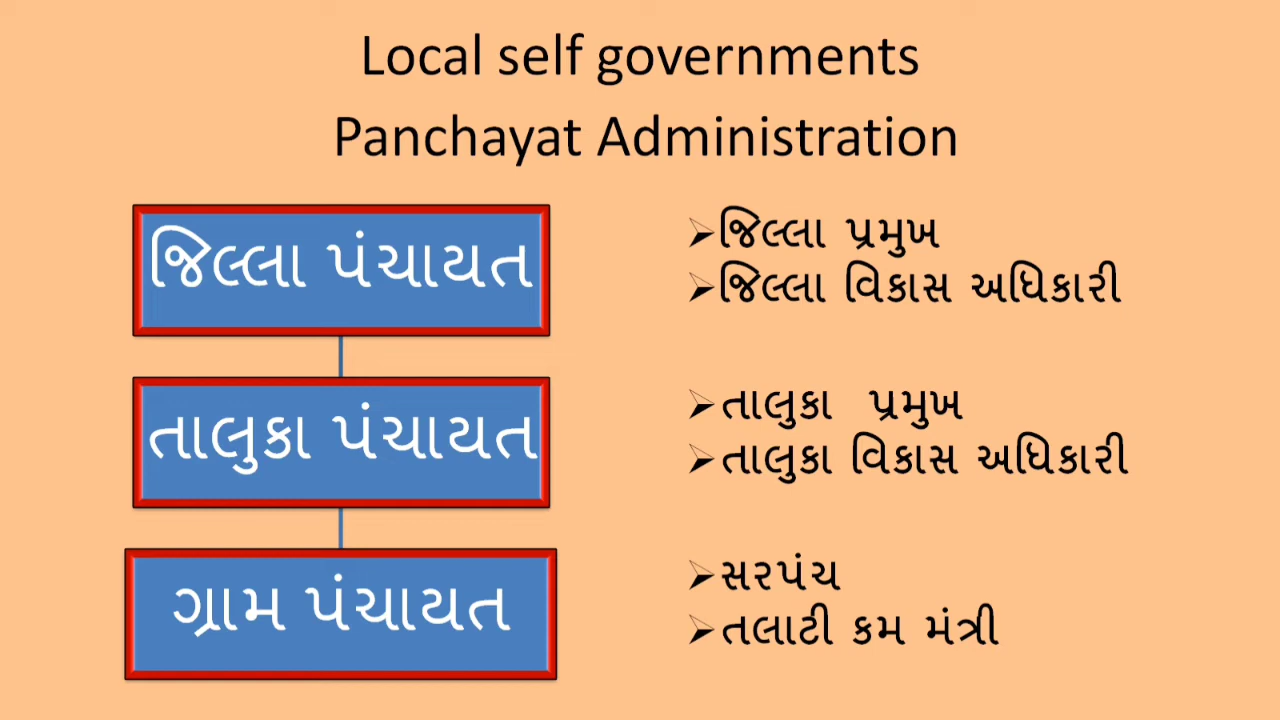 Local self governments
Panchayat Administration
જિલ્લા પંચાયત
➢જિલ્લા પ્રમુખ
➢જિલ્લા વિકાસ અધિકારી
તાલુકા પંચાયત
➢તાલુકા પ્રમુખ
➢તાલુકા વિકાસ અધિકારી
ગ્રામ પંચાયત
➢સરપંચ
➢તલાટી કમ મંત્રી